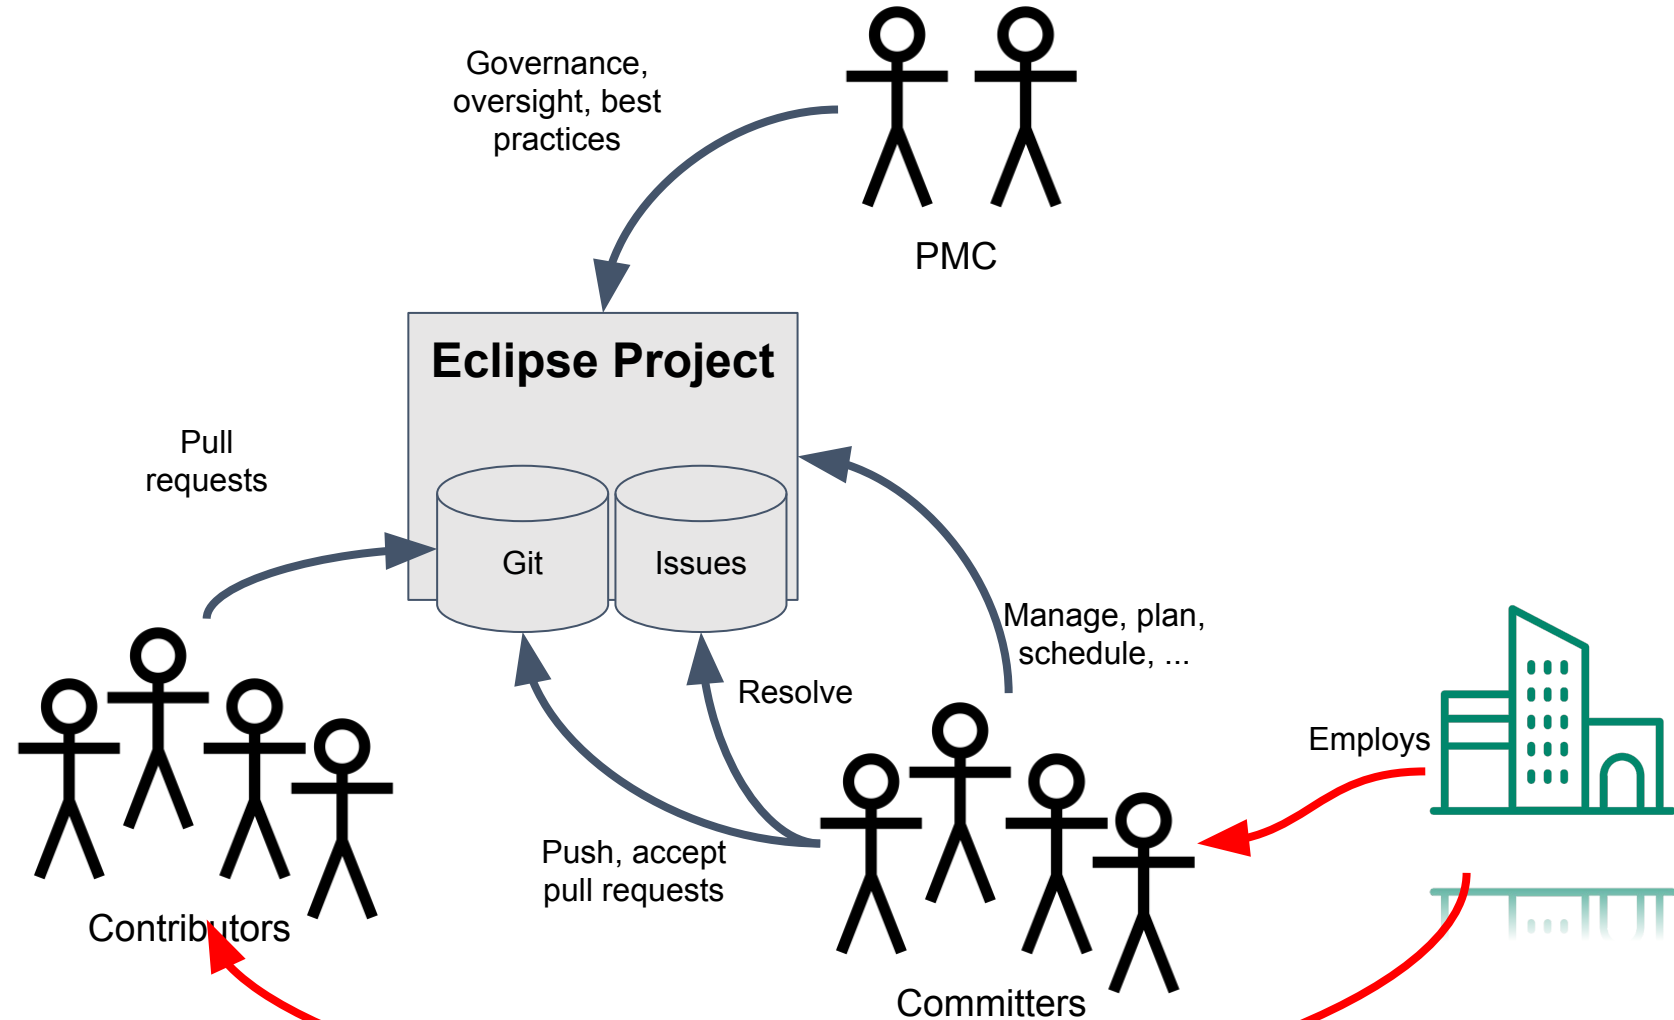 Governance,
oversight, best
practices
PMC
Eclipse Project
Pull
requests
Git
Issues
Manage, plan,
schedule, ...
Resolve
Employs
Push, accept
pull requests
Contributors
Committers